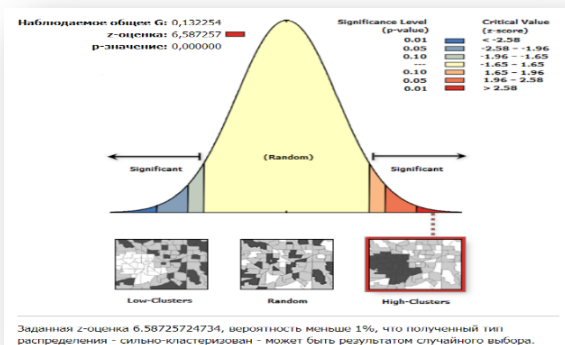 Наблюдаемое общее G: 0,132254
z-оценка: 6,587257
p-значение: 0,000000
Significance Level
(p-value)
Critical Value
(z-score)
0.01 < -2.58
0.05 -2.58 - -1.96
0.10 -1.96 - -1.65
--- -1.65 - 1.65
0.10 1.65 - 1.96
0.05 1.96 - 2.58
0.01 > 2.58
Significant
(Random)
Significant
Low-Clusters
Random
High-Clusters
Заданная z-оценка 6.58725724734, вероятность меньше 1%, что полученный тип
распределения - сильно-кластеризован - может быть результатом случайного выбора.